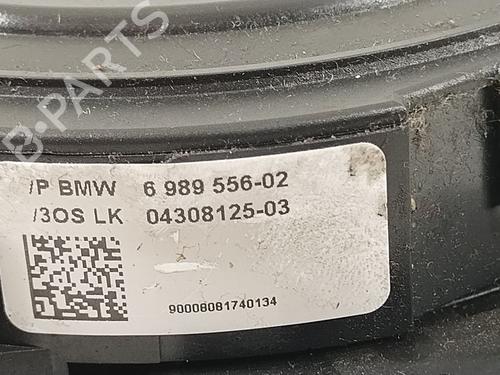 B-PARTS
/P BMW 6 989 556-02
/3OS LK 04308125-03
90008081740134